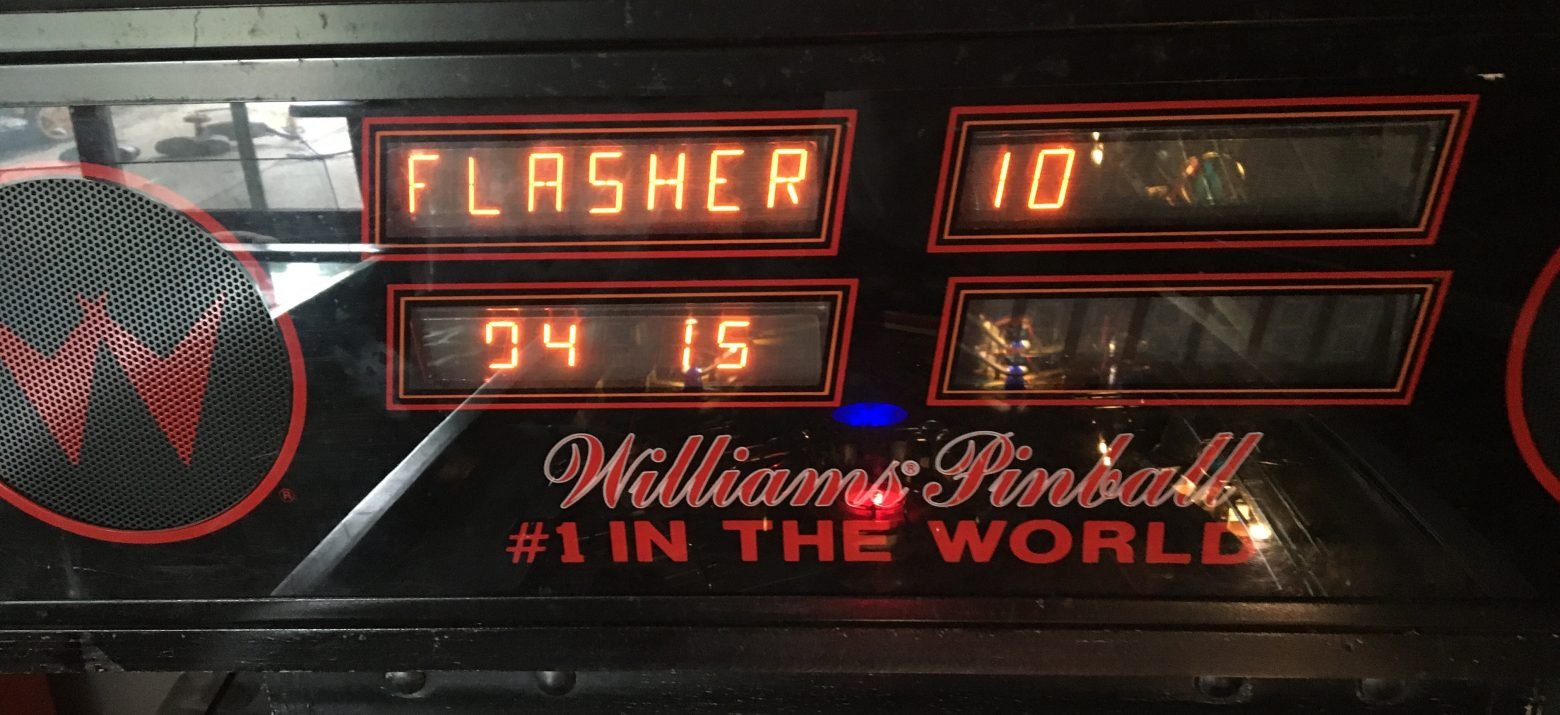 FLASHER 10
04 15
W ®
Williams® Pinball
#1 IN THE WORLD